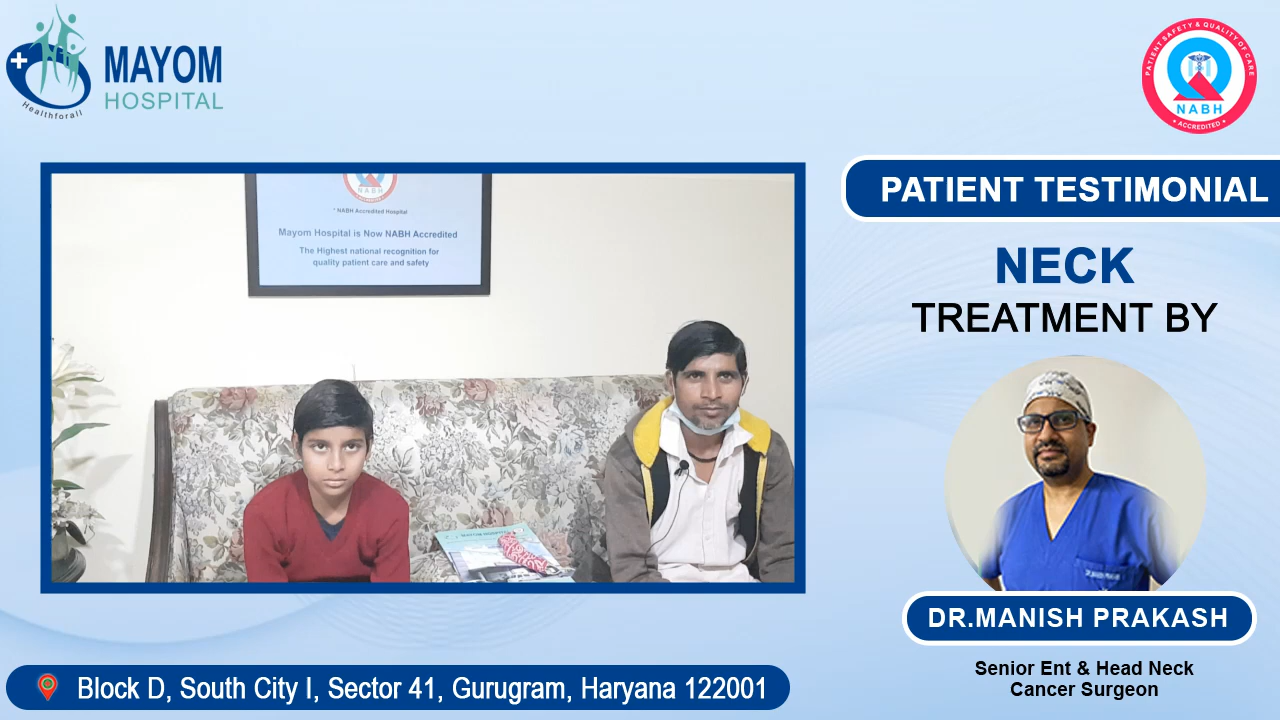 MAYOM
HOSPITAL
Healthforall
PATIENT SAFETY & QUALITY OF CARE
NABH
• ACCREDITED •
PATIENT TESTIMONIAL
NECK
TREATMENT BY
NABH
* NABH Accredited Hospital
Mayom Hospital is Now NABH Accredited
The Highest national recognition for
quality patient care and safety
DR.MANISH PRAKASH
Senior Ent & Head Neck
Cancer Surgeon
Block D, South City I, Sector 41, Gurugram, Haryana 122001